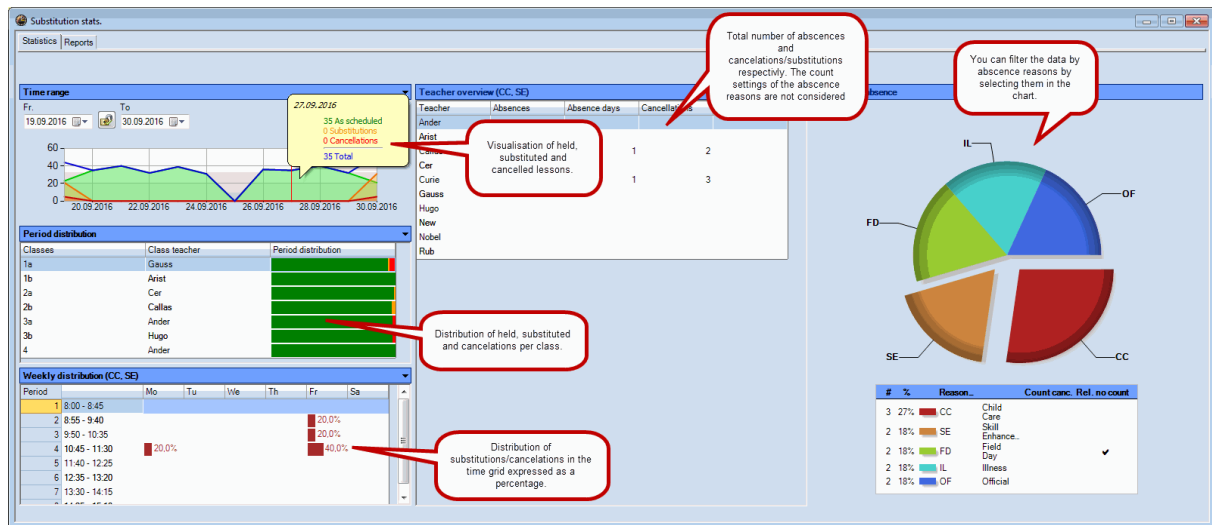 Substitution stats.
Statistics Reports
Time range
Fr. To
19.09.2016 30.09.2016
60
40
20
0
20.09.2016 22.09.2016 24.09.2016 26.09.2016 28.09.2016 30.09.2016
27.09.2016
35 As scheduled
0 Substitutions
0 Cancellations
35 Total
Visualisation of held,
substituted and
cancelled lessons.
Period distribution
Classes Class teacher Period distribution
1a Gauss
1b Arist
2a Cer
2b Callas
3a Ander
3b Hugo
4 Ander
Distribution of held, substituted
and cancelations per class.
Weekly distribution (CC, SE)
Period Mo Tu We Th Fr Sa
1 8:00 - 8:45
2 8:55 - 9:40 20,0%
3 9:50 - 10:35 20,0%
4 10:45 - 11:30 20,0% 40,0%
5 11:40 - 12:25
6 12:35 - 13:20
7 13:30 - 14:15
Distribution of
substitutions/cancelations in the
time grid expressed as a
percentage.
Teacher overview (CC, SE)
Teacher Absences Absence days Cancellations
Ander
Arist
1 2
Cer
Curie 1 3
Gauss
Hugo
New
Nobel
Rub
Total number of abscences
and
cancelations/substitutions
respectivly. The count
settings of the abscence
reasons are not considered
absence
You can filter the data by
abscence reasons by
selecting them in the
chart.
IL
OF
FD
SE
CC
# % Reason.. Count canc. Rel. no count
3 27% CC Child
Care
2 18% SE Skill
Enhance..
2 18% FD Field
Day
2 18% IL Illness
2 18% OF Official